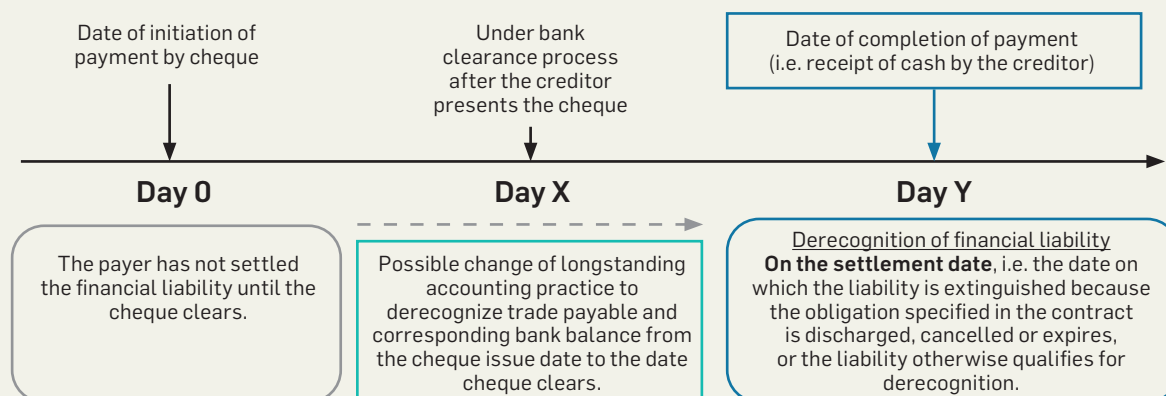 Date of initiation of
payment by cheque
Under bank
clearance process
after the creditor
presents the cheque
Date of completion of payment
(i.e. receipt of cash by the creditor)
Day 0
Day X
Day Y
The payer has not settled
the financial liability until the
cheque clears.
Possible change of longstanding
accounting practice to
derecognize trade payable and
corresponding bank balance from
the cheque issue date to the date
cheque clears.
Derecognition of financial liability
On the settlement date, i.e. the date on
which the liability is extinguished because
the obligation specified in the contract
is discharged, cancelled or expires,
or the liability otherwise qualifies for
derecognition.